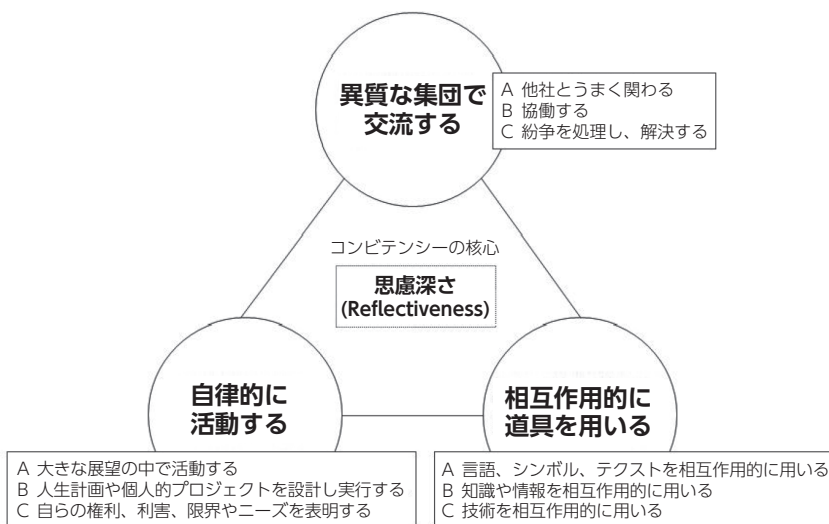 異質な集団で
交流する
A 他社とうまく関わる
B 協働する
C 紛争を処理し、解決する
コンビテンシーの核心
思慮深さ
(Reflectiveness)
自律的に
活動する
相互作用的に
道具を用いる
A 大きな展望の中で活動する
B 人生計画や個人的プロジェクトを設計し実行する
C 自らの権利、利害、限界やニーズを表明する
A 言語、シンボル、テクストを相互作用的に用いる
B 知識や情報を相互作用的に用いる
C 技術を相互作用的に用いる